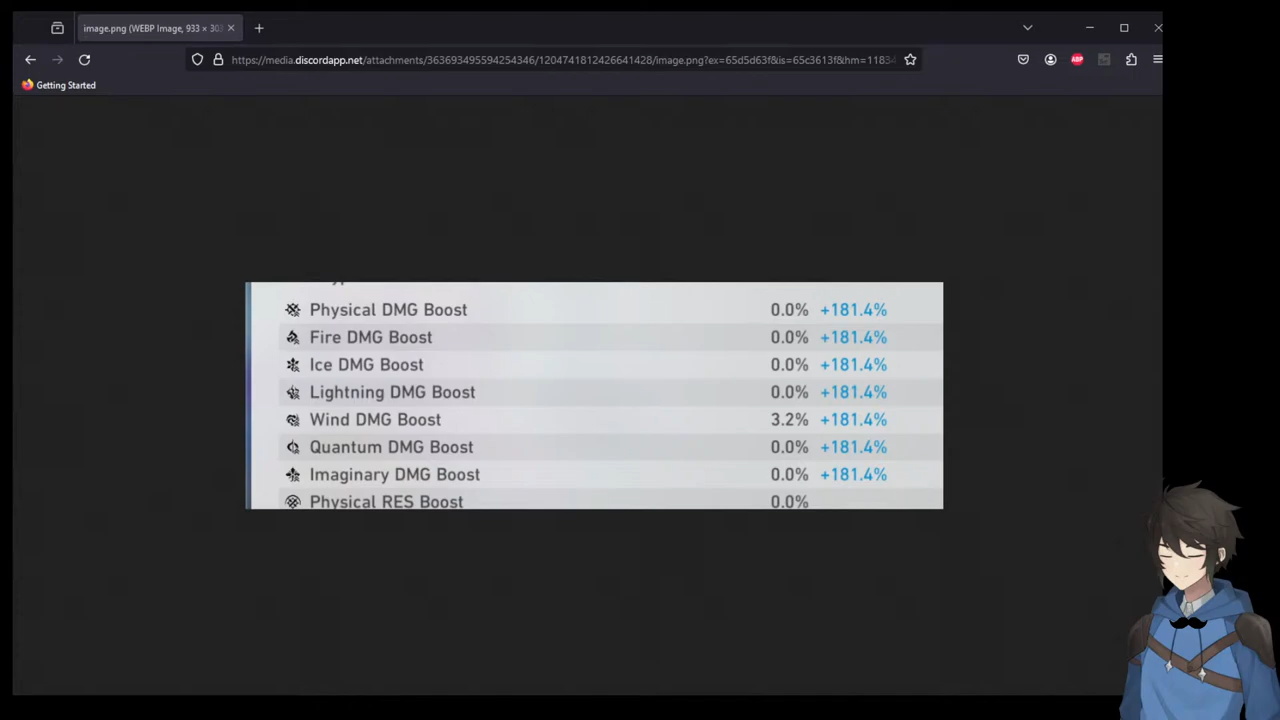 image.png (WEBP Image, 933 × 303
https://media.discordapp.net/attachments/363693495594254346/1204741812426641428/image.png?ex=65d5d63f&is=65c3613f&hm=1183
ABP
Getting Started
Physical DMG Boost 0.0% +181.4%
Fire DMG Boost 0.0% +181.4%
Ice DMG Boost 0.0% +181.4%
Lightning DMG Boost 0.0% +181.4%
Wind DMG Boost 3.2% +181.4%
Quantum DMG Boost 0.0% +181.4%
Imaginary DMG Boost 0.0% +181.4%
Physical RES Boost 0.0%